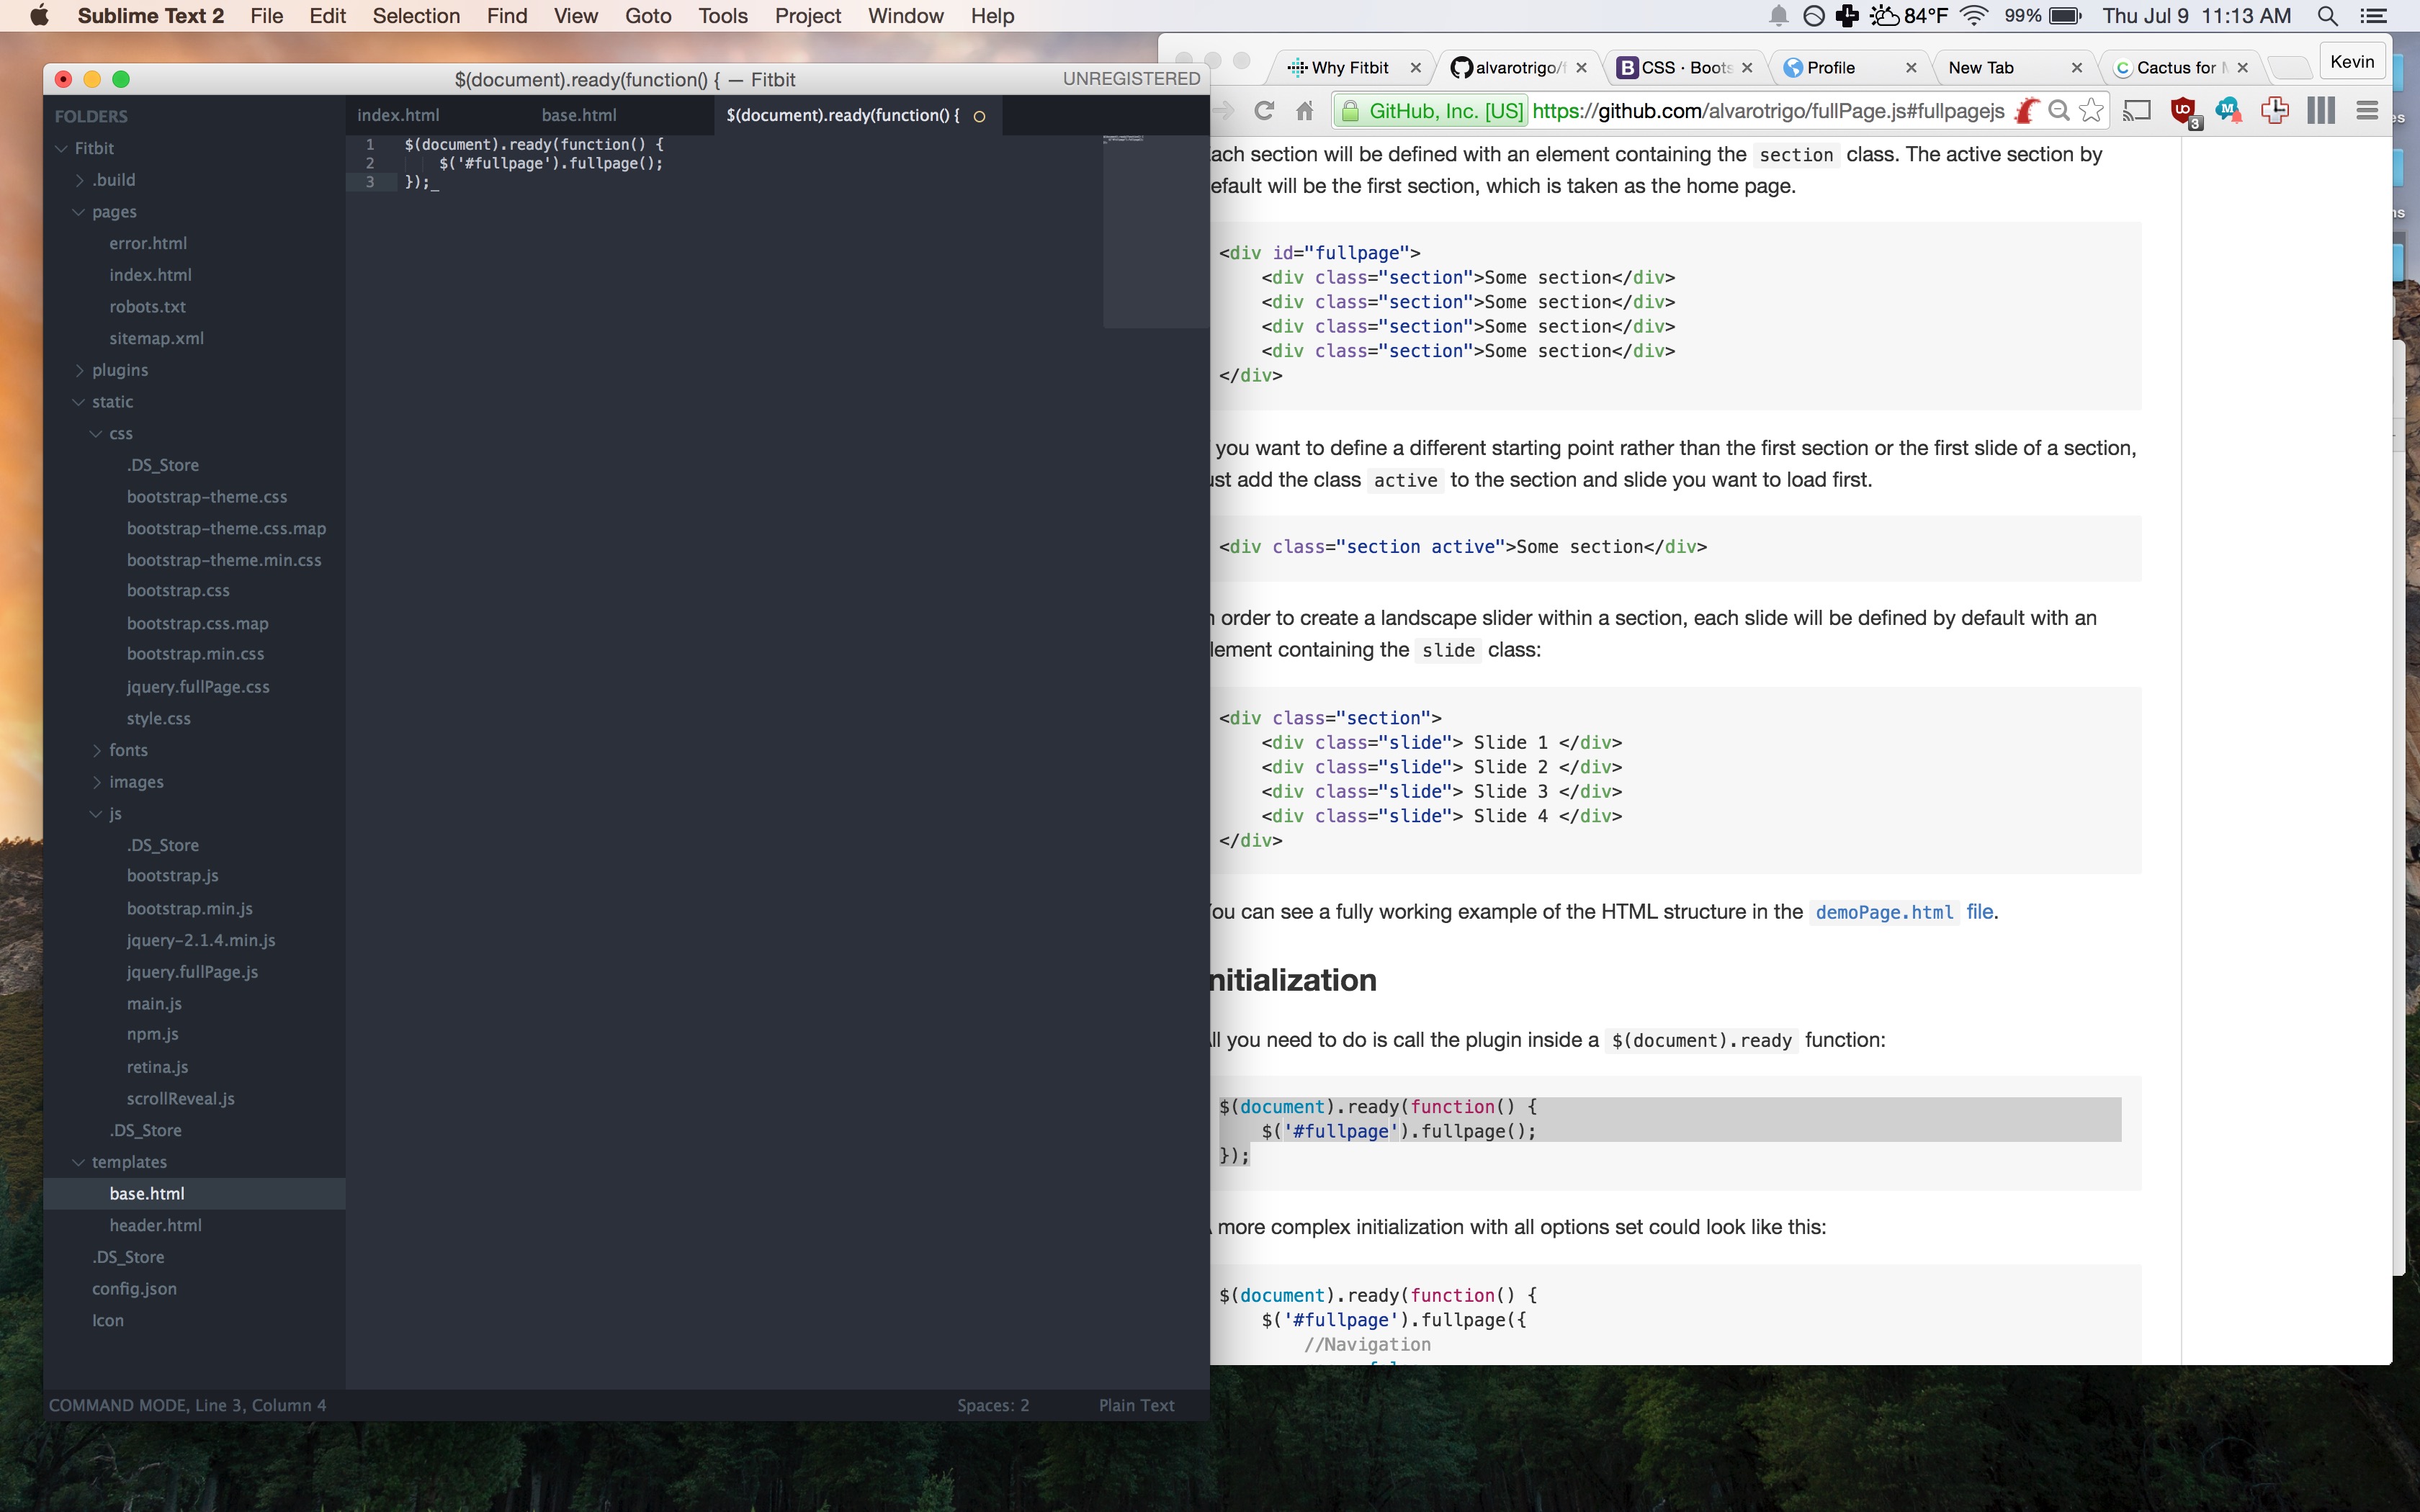 Sublime Text 2 File Edit Selection Find View Goto Tools Project Window Help 84°F 99% Thu Jul 9 11:13 AM
$(document).ready(function() { — Fitbit UNREGISTERED
FOLDERS
Fitbit
.build
pages
error.html
index.html
robots.txt
sitemap.xml
plugins
static
css
.DS_Store
bootstrap-theme.css
bootstrap-theme.css.map
bootstrap-theme.min.css
bootstrap.css
bootstrap.css.map
bootstrap.min.css
jquery.fullPage.css
style.css
fonts
images
js
.DS_Store
bootstrap.js
bootstrap.min.js
jquery-2.1.4.min.js
jquery.fullPage.js
main.js
npm.js
retina.js
scrollReveal.js
.DS_Store
templates
base.html
header.html
.DS_Store
config.json
Icon
index.html base.html $(document).ready(function() {
1 $(document).ready(function() {
2 $('#fullpage').fullpage();
3 });_
COMMAND MODE, Line 3, Column 4 Spaces: 2 Plain Text
Why Fitbit alvarotrigo/f CSS · Boots Profile New Tab Cactus for M Kevin
GitHub, Inc. [US] https://github.com/alvarotrigo/fullPage.js#fullpagejs 3
ach section will be defined with an element containing the section class. The active section by
efault will be the first section, which is taken as the home page.
<div id="fullpage">
<div class="section">Some section</div>
<div class="section">Some section</div>
<div class="section">Some section</div>
<div class="section">Some section</div>
</div>
you want to define a different starting point rather than the first section or the first slide of a section,
ust add the class active to the section and slide you want to load first.
<div class="section active">Some section</div>
n order to create a landscape slider within a section, each slide will be defined by default with an
lement containing the slide class:
<div class="section">
<div class="slide"> Slide 1 </div>
<div class="slide"> Slide 2 </div>
<div class="slide"> Slide 3 </div>
<div class="slide"> Slide 4 </div>
</div>
ou can see a fully working example of the HTML structure in the demoPage.html file.
nitialization
ll you need to do is call the plugin inside a $(document).ready function:
$(document).ready(function() {
$('#fullpage').fullpage();
});
more complex initialization with all options set could look like this:
$(document).ready(function() {
$('#fullpage').fullpage({
//Navigation